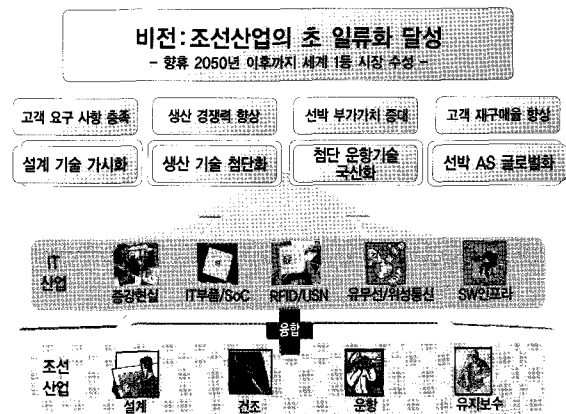 비전:조선산업의 초 일류화 달성
- 향휴 2050년 이후까지 세계 1등 시장 수성 -
고객 요구 사항 충족
생산 경쟁력 향상
선박 부가가치 증대
고객 재구매율 향상
설계 기술 가시화
생산 기술 첨단화
첨단 운항기술
국산화
선박 AS 글로벌화
IT
산업
증강현실
IT부품/SoC
RFID/USN
유무선/위성통신
SW인프라
융합
조선
산업
설계
건조
운항
유지보수